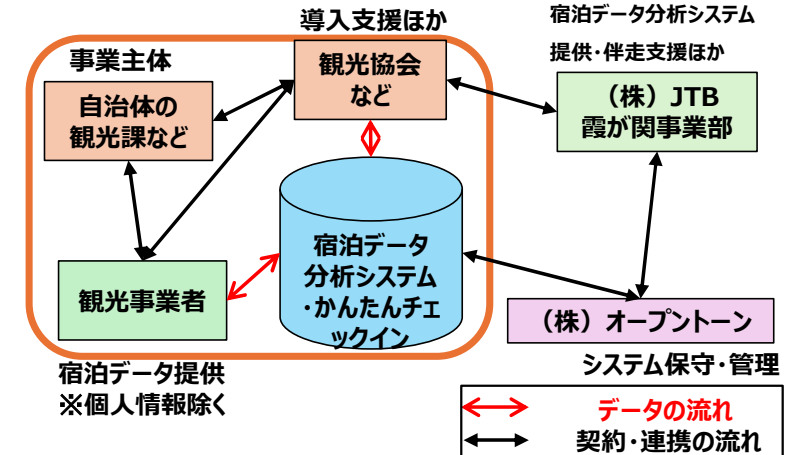 導入支援ほか
宿泊データ分析システム
提供・伴走支援ほか
事業主体
観光協会
など
自治体の
観光課など
（株）JTB
霞が関事業部
宿泊データ
分析システム
・かんたんチェ
ックイン
観光事業者
（株）オープントーン
システム保守・管理
宿泊データ提供
※個人情報除く
データの流れ
契約・連携の流れ